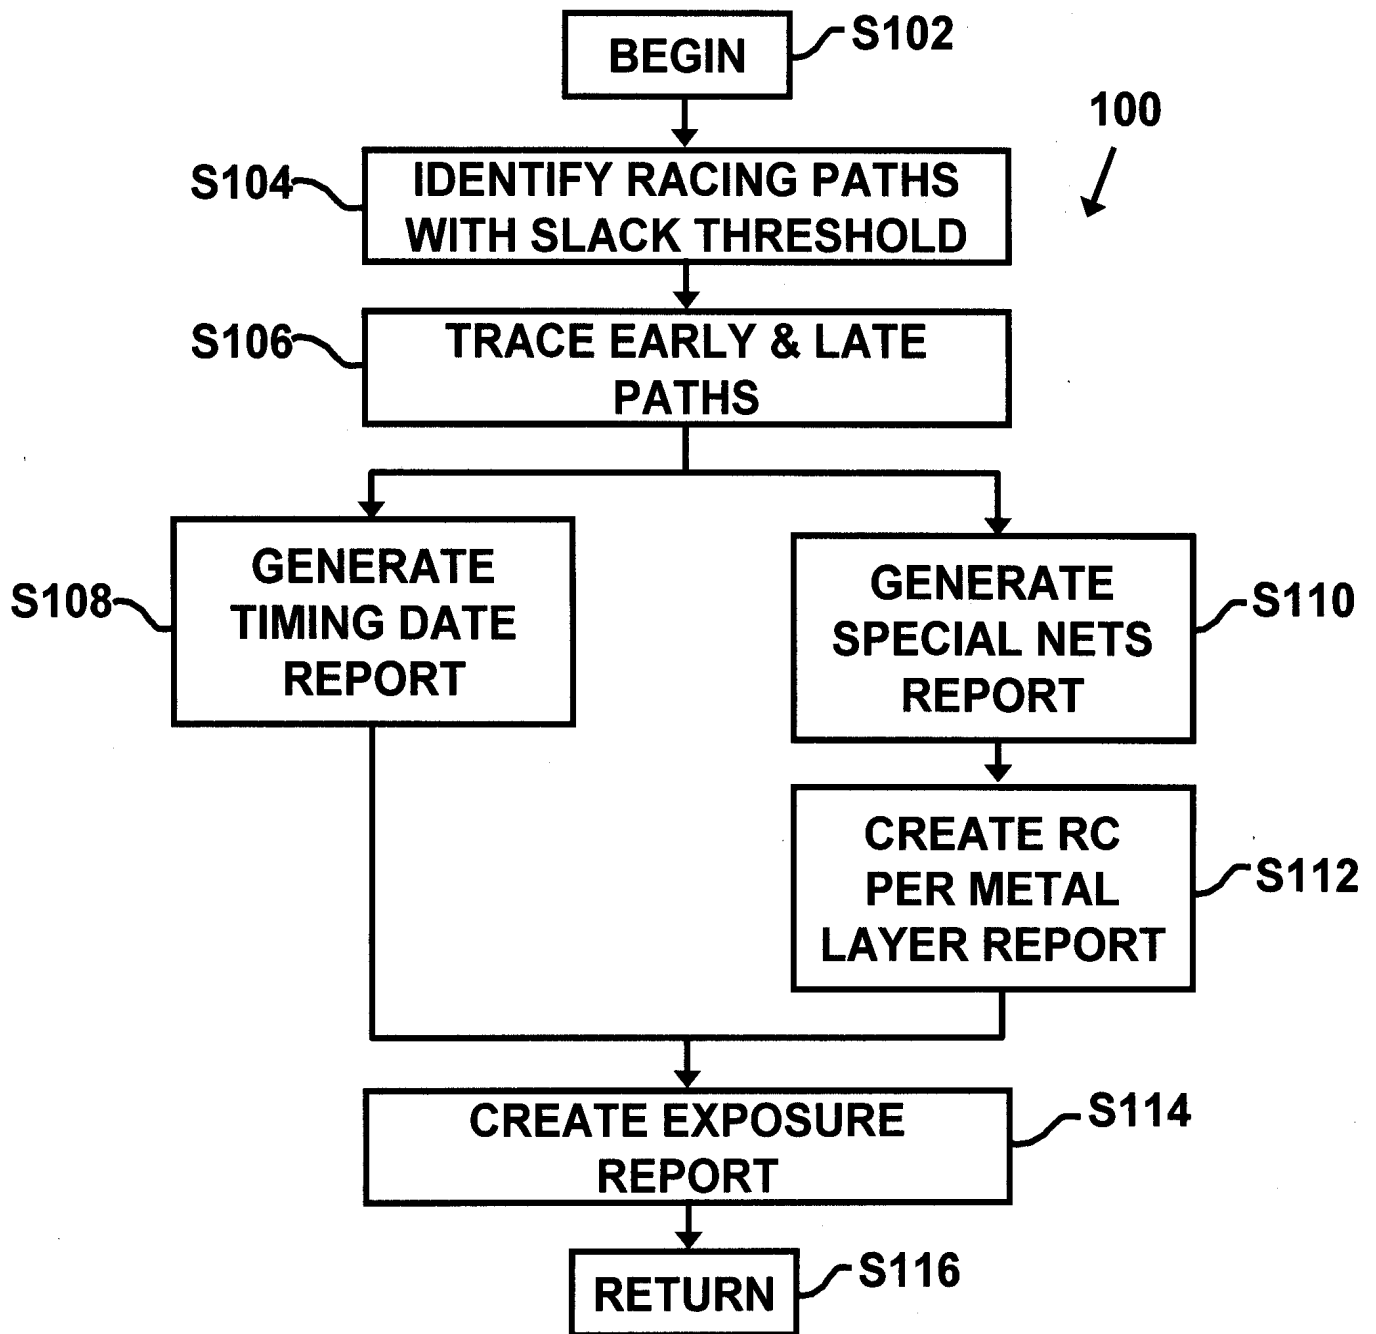 BEGIN
S102
100
S104
IDENTIFY RACING PATHS
WITH SLACK THRESHOLD
S106
TRACE EARLY & LATE
PATHS
S108
GENERATE
TIMING DATE
REPORT
GENERATE
SPECIAL NETS
REPORT
S110
CREATE RC
PER METAL
LAYER REPORT
S112
CREATE EXPOSURE
REPORT
S114
RETURN
S116